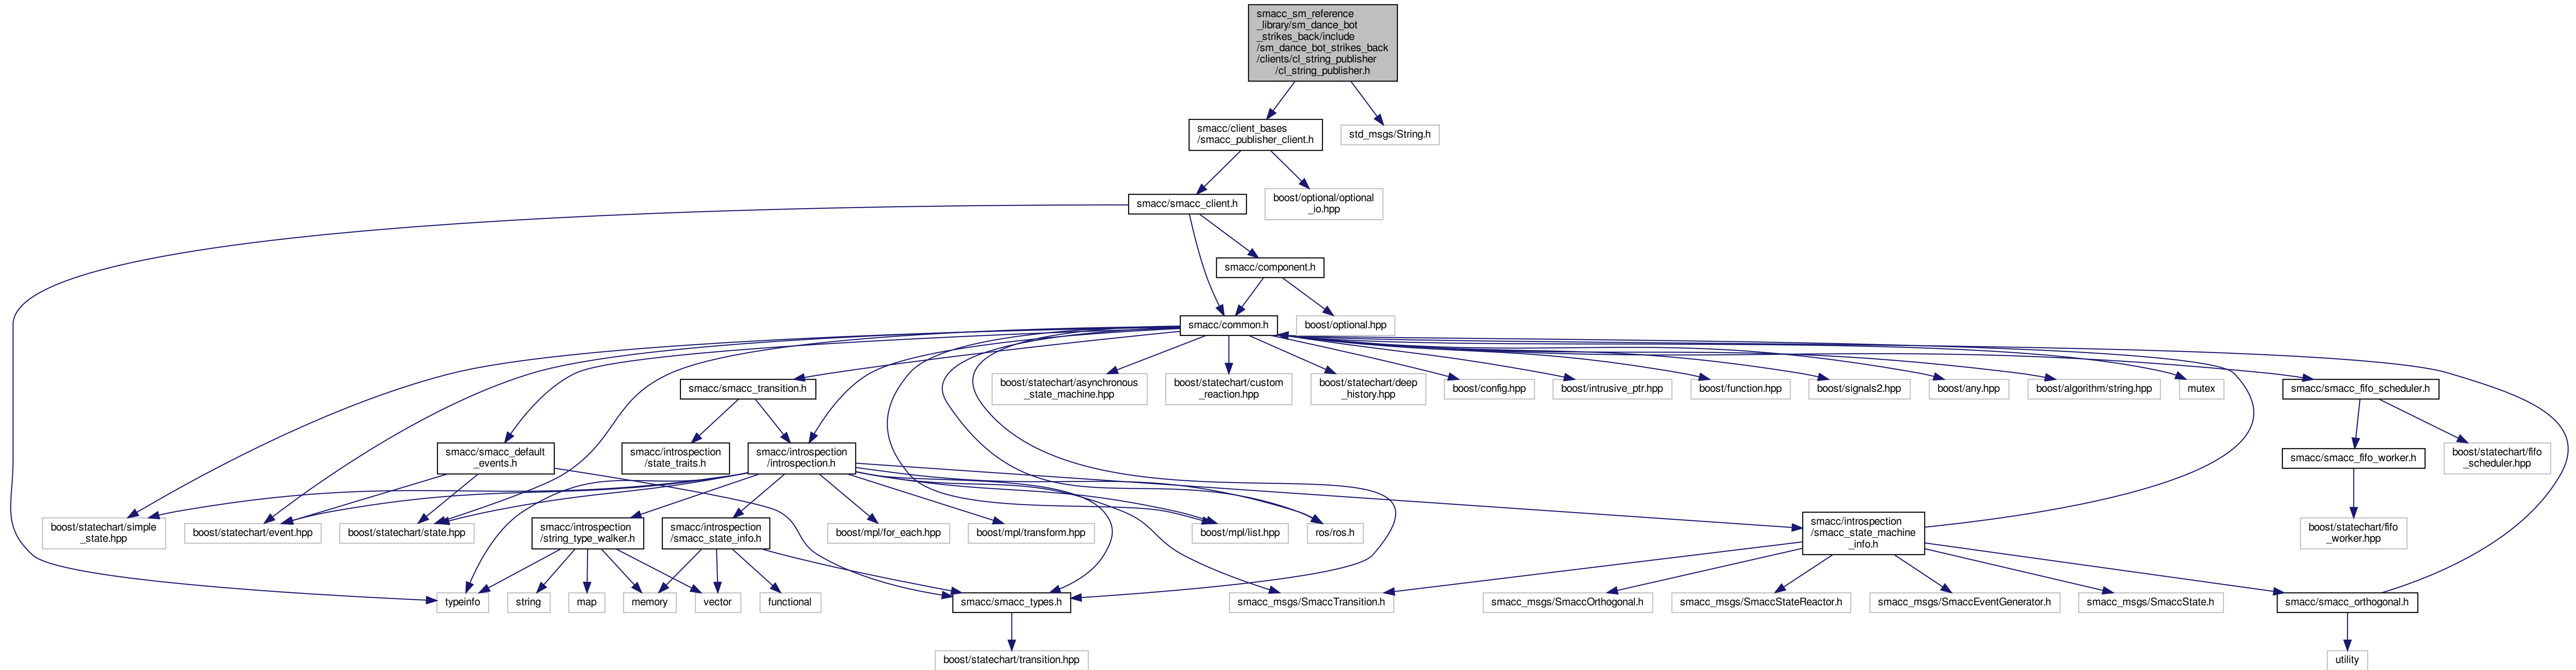 smacc_sm_reference
_library/sm_dance_bot
_strikes_back/include
/sm_dance_bot_strikes_back
/clients/cl_string_publisher
/cl_string_publisher.h
smacc/client_bases
/smacc_publisher_client.h
std_msgs/String.h
smacc/smacc_client.h
boost/optional/optional
_io.hpp
smacc/component.h
smacc/common.h
boost/optional.hpp
smacc/smacc_transition.h
boost/statechart/asynchronous
_state_machine.hpp
boost/statechart/custom
_reaction.hpp
boost/statechart/deep
_history.hpp
boost/config.hpp
boost/intrusive_ptr.hpp
boost/function.hpp
boost/signals2.hpp
boost/any.hpp
boost/algorithm/string.hpp
mutex
smacc/smacc_fifo_scheduler.h
smacc/smacc_default
_events.h
smacc/introspection
/state_traits.h
smacc/introspection
/introspection.h
smacc/smacc_fifo_worker.h
boost/statechart/fifo
_scheduler.hpp
boost/statechart/simple
_state.hpp
boost/statechart/event.hpp
boost/statechart/state.hpp
smacc/introspection
/string_type_walker.h
smacc/introspection
/smacc_state_info.h
boost/mpl/for_each.hpp
boost/mpl/transform.hpp
boost/mpl/list.hpp
ros/ros.h
smacc/introspection
/smacc_state_machine
_info.h
boost/statechart/fifo
_worker.hpp
typeinfo
string
map
memory
vector
functional
smacc/smacc_types.h
smacc_msgs/SmaccTransition.h
smacc_msgs/SmaccOrthogonal.h
smacc_msgs/SmaccStateReactor.h
smacc_msgs/SmaccEventGenerator.h
smacc_msgs/SmaccState.h
smacc/smacc_orthogonal.h
boost/statechart/transition.hpp
utility